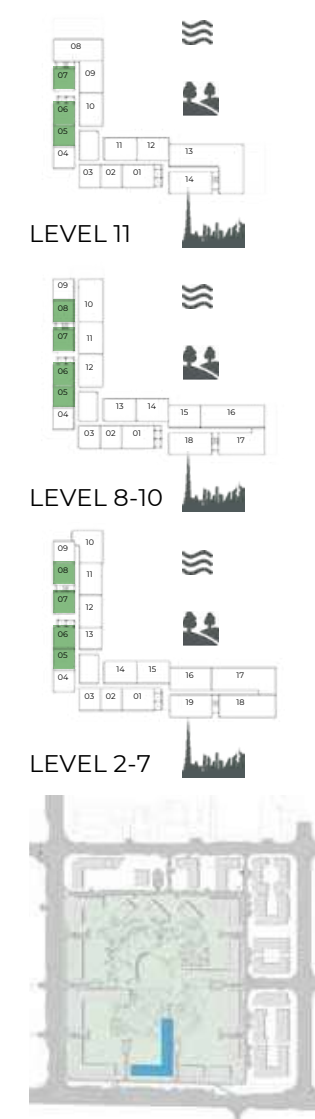 08
07 09
06 10
05 11 12 13
04
03 02 01 14
LEVEL 11
09
08 10
07 11
06 12
05 13 14 15 16
04
03 02 01 18 17
LEVEL 8-10
10
09
08 11
07 12
06 13
05
14 15 16 17
04
03 02 01 19 18
LEVEL 2-7